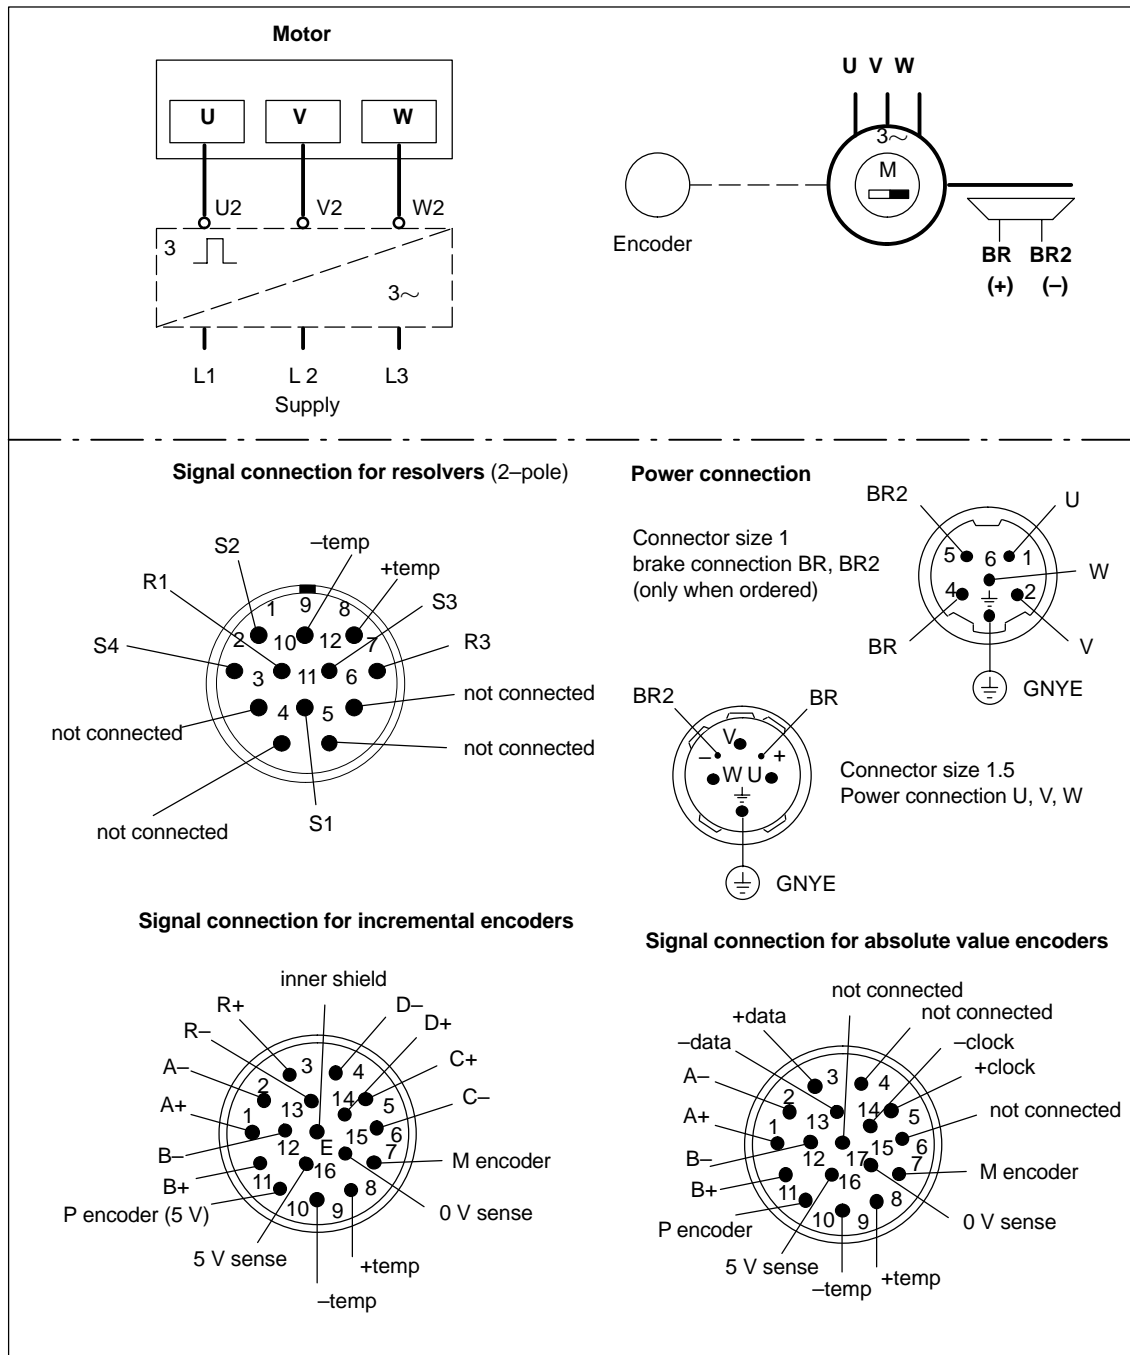 Motor
U V W
U V W
3~
M
U2 V2 W2
Encoder
3
BR BR2
(+) (–)
3~
L1 L 2 L3
Supply
Signal connection for resolvers (2–pole)
Power connection
BR2
U
Connector size 1
brake connection BR, BR2
(only when ordered)
5 6 1
W
4 2
BR
V
GNYE
S2
–temp
R1
+temp
S3
S4
R3
1 9 8
2 10 12 7
3 11 6
4 5
not connected
not connected
not connected
not connected
S1
BR2
BR
V
– +
W U
Connector size 1.5
Power connection U, V, W
GNYE
Signal connection for incremental encoders
inner shield
R+
D–
R–
D+
A–
C+
A+
C–
3 4
2 13 14 5
1 15 6
12 E 7
11 16 8
10 9
B–
M encoder
B+
P encoder (5 V)
0 V sense
5 V sense
+temp
–temp
Signal connection for absolute value encoders
not connected
+data
not connected
–data
–clock
A–
+clock
A+
not connected
3 4
2 13 14 5
1 15 6
12 17 7
11 16 8
10 9
B–
M encoder
B+
P encoder
0 V sense
5 V sense
+temp
–temp